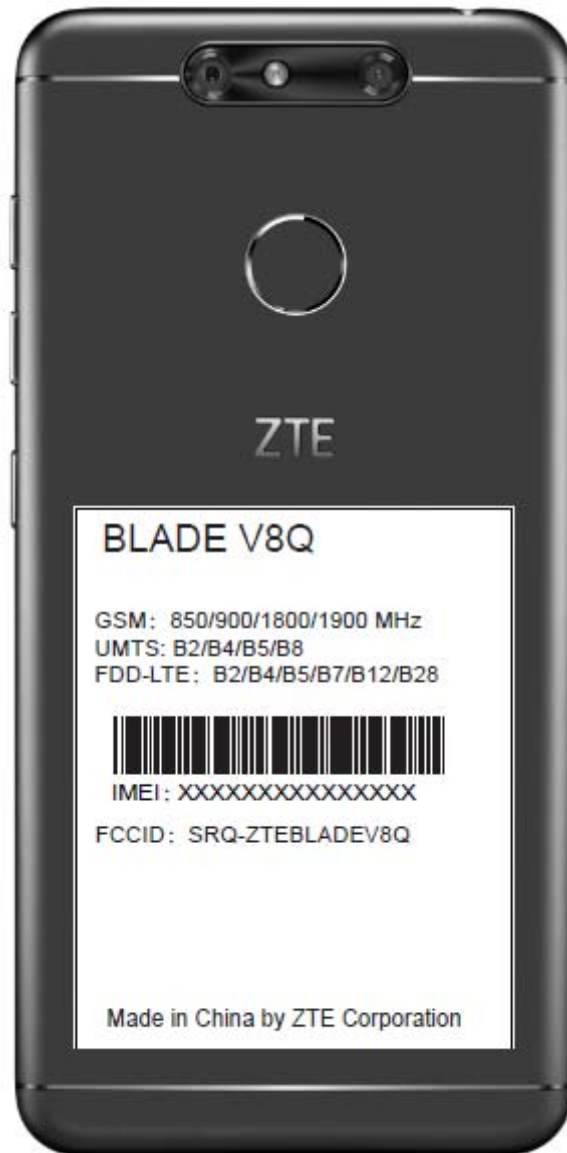 ZTE
BLADE V8Q
GSM： 850/900/1800/1900 MHz
UMTS: B2/B4/B5/B8
FDD-LTE： B2/B4/B5/B7/B12/B28
IMEI：XXXXXXXXXXXXXXX
FCCID： SRQ-ZTEBLADEV8Q
Made in China by ZTE Corporation